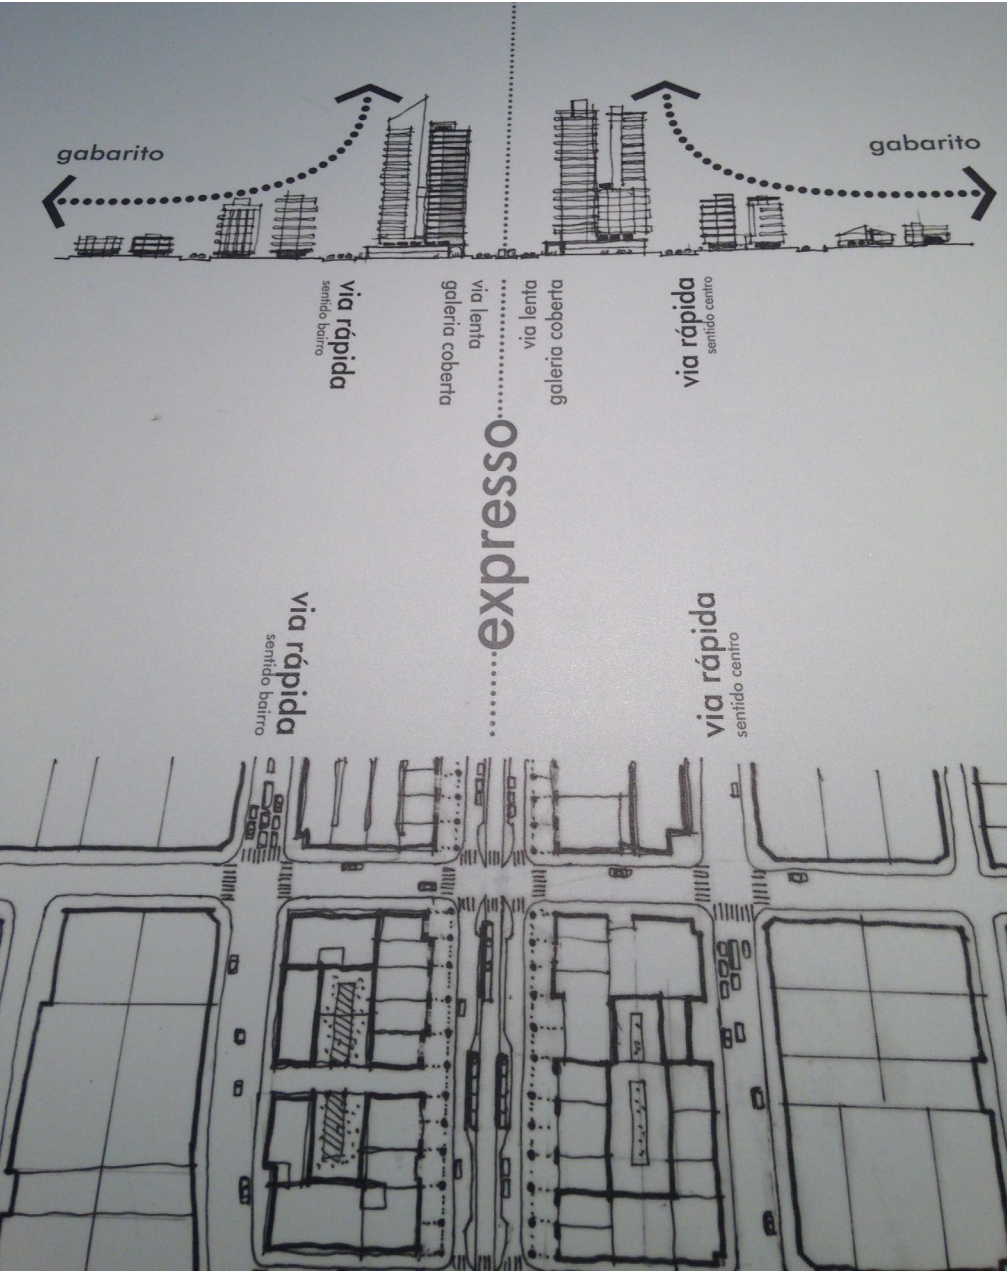 gabarito
gabarito
via rápida
sentido bairro
galeria coberta
via lenta
via lenta
galeria coberta
via rápida
sentido centro
expresso
via rápida
sentido bairro
via rápida
sentido centro